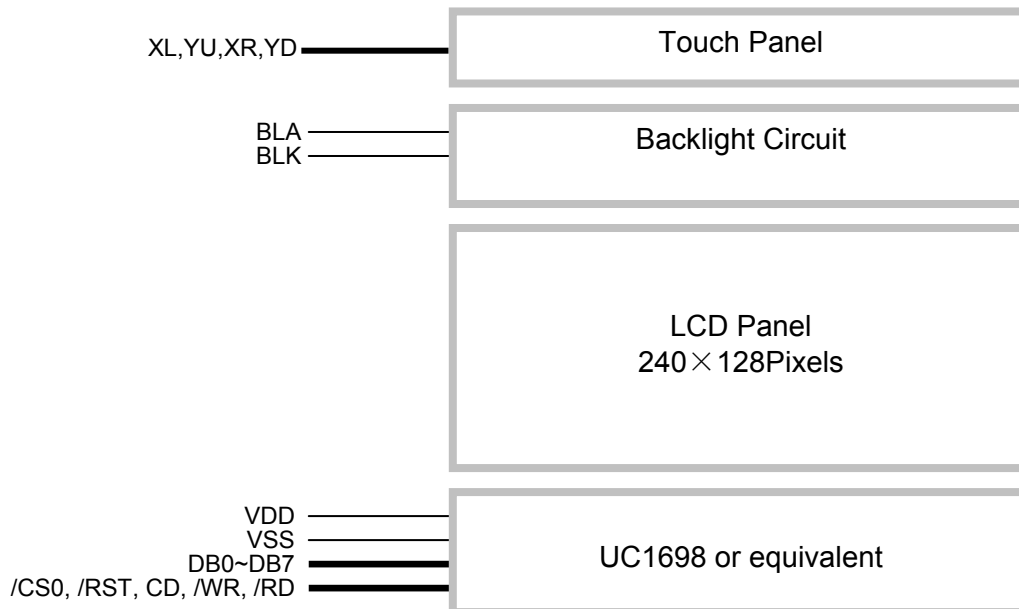 XL,YU,XR,YD
Touch Panel
BLA
BLK
Backlight Circuit
LCD Panel
240×128Pixels
VDD
VSS
DB0~DB7
/CS0, /RST, CD, /WR, /RD
UC1698 or equivalent